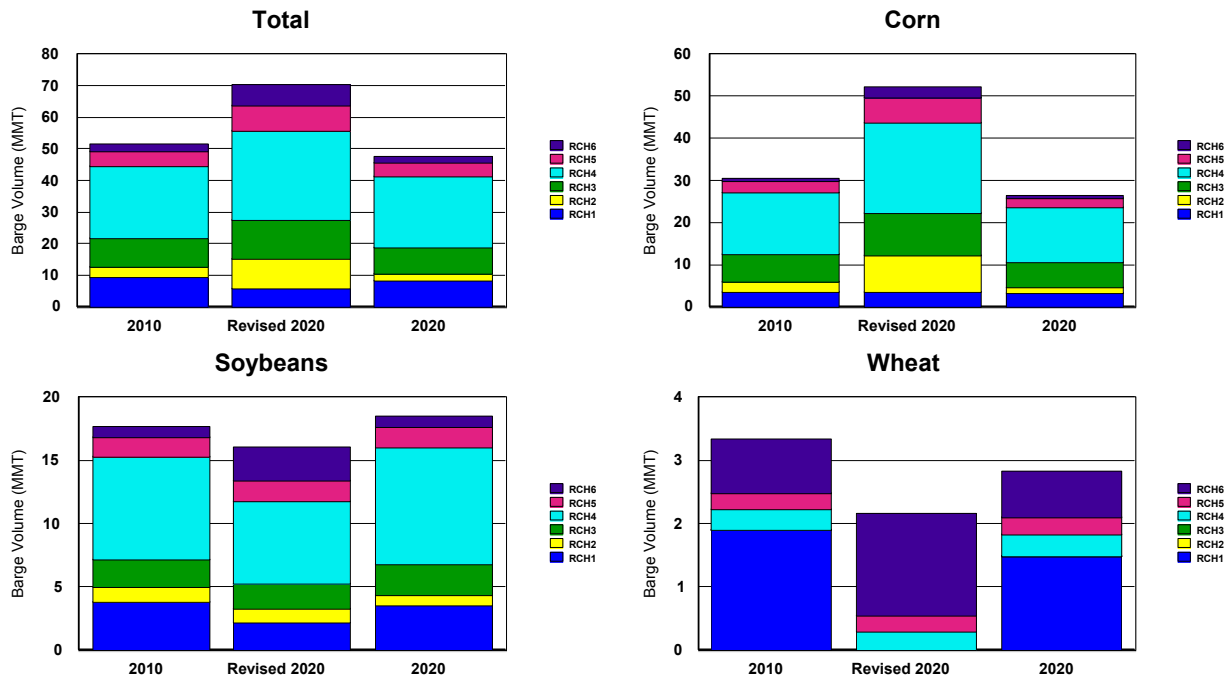 Total
Barge Volume (MMT)
80
70
60
50
40
30
20
10
0
2010
Revised 2020
2020
RCH6
RCH5
RCH4
RCH3
RCH2
RCH1
Corn
Barge Volume (MMT)
60
50
40
30
20
10
0
2010
Revised 2020
2020
RCH6
RCH5
RCH4
RCH3
RCH2
RCH1
Soybeans
Barge Volume (MMT)
20
15
10
5
0
2010
Revised 2020
2020
RCH6
RCH5
RCH4
RCH3
RCH2
RCH1
Wheat
Barge Volume (MMT)
4
3
2
1
0
2010
Revised 2020
2020
RCH6
RCH5
RCH4
RCH3
RCH2
RCH1